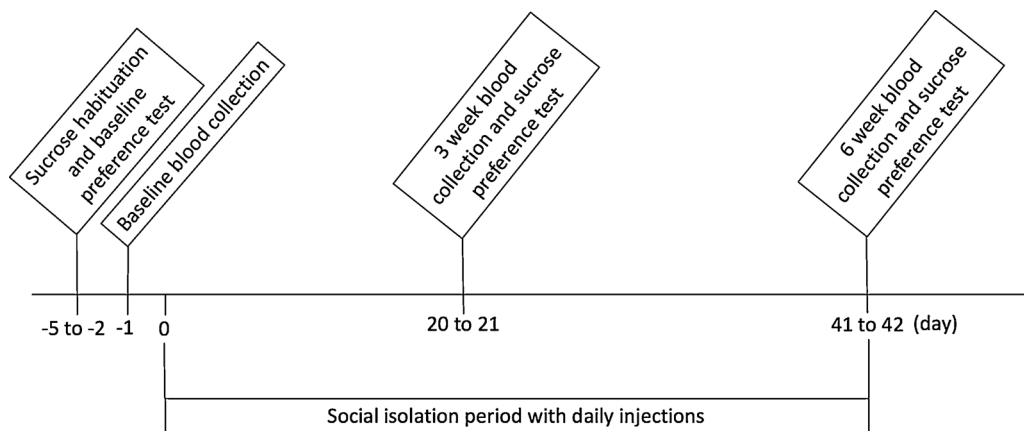 Sucrose habituation
and baseline
preference test
Baseline blood collection
3 week blood
collection and sucrose
preference test
6 week blood
collection and sucrose
preference test
-5 to -2 -1 0 20 to 21 41 to 42 (day)
Social isolation period with daily injections